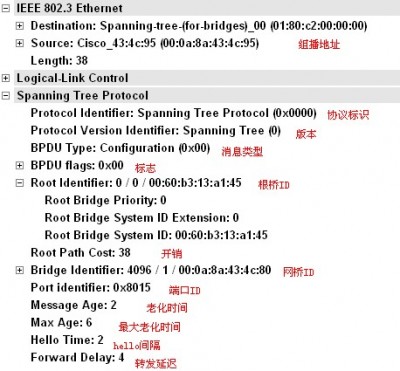 IEEE 802.3 Ethernet
Destination: Spanning-tree-(for-bridges)_00 (01:80:c2:00:00:00)
Source: Cisco_43:4c:95 (00:0a:8a:43:4c:95) 组播地址
Length: 38
Logical-Link Control
Spanning Tree Protocol
Protocol Identifier: Spanning Tree Protocol (0x0000) 协议标识
Protocol Version Identifier: Spanning Tree (0) 版本
BPDU Type: Configuration (0x00) 消息类型
BPDU flags: 0x00 标志
Root Identifier: 0 / 0 / 00:60:b3:13:a1:45 根桥ID
Root Bridge Priority: 0
Root Bridge System ID Extension: 0
Root Bridge System ID: 00:60:b3:13:a1:45
Root Path Cost: 38 开销
Bridge Identifier: 4096 / 1 / 00:0a:8a:43:4c:80 网桥ID
Port identifier: 0x8015 端口ID
Message Age: 2 老化时间
Max Age: 6 最大老化时间
Hello Time: 2 hello间隔
Forward Delay: 4 转发延迟